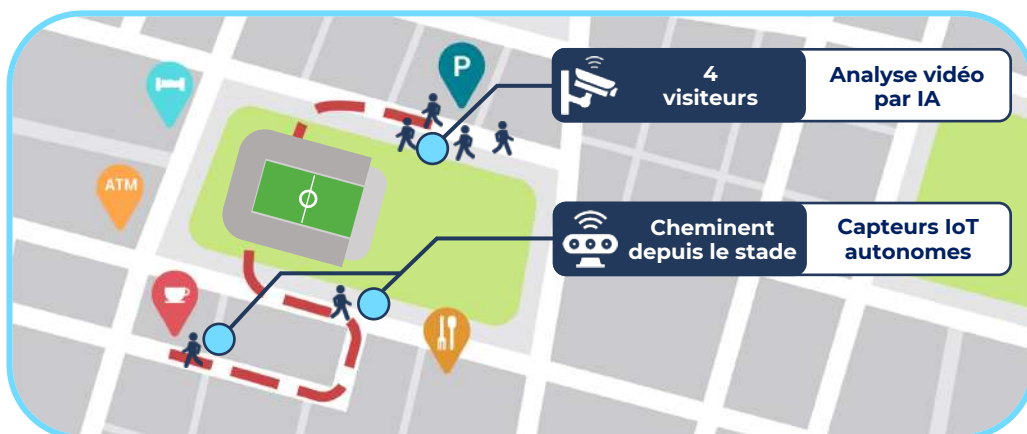 P
4
visiteurs
Analyse vidéo
par IA
ATM
Cheminent
depuis le stade
Capteurs IoT
autonomes